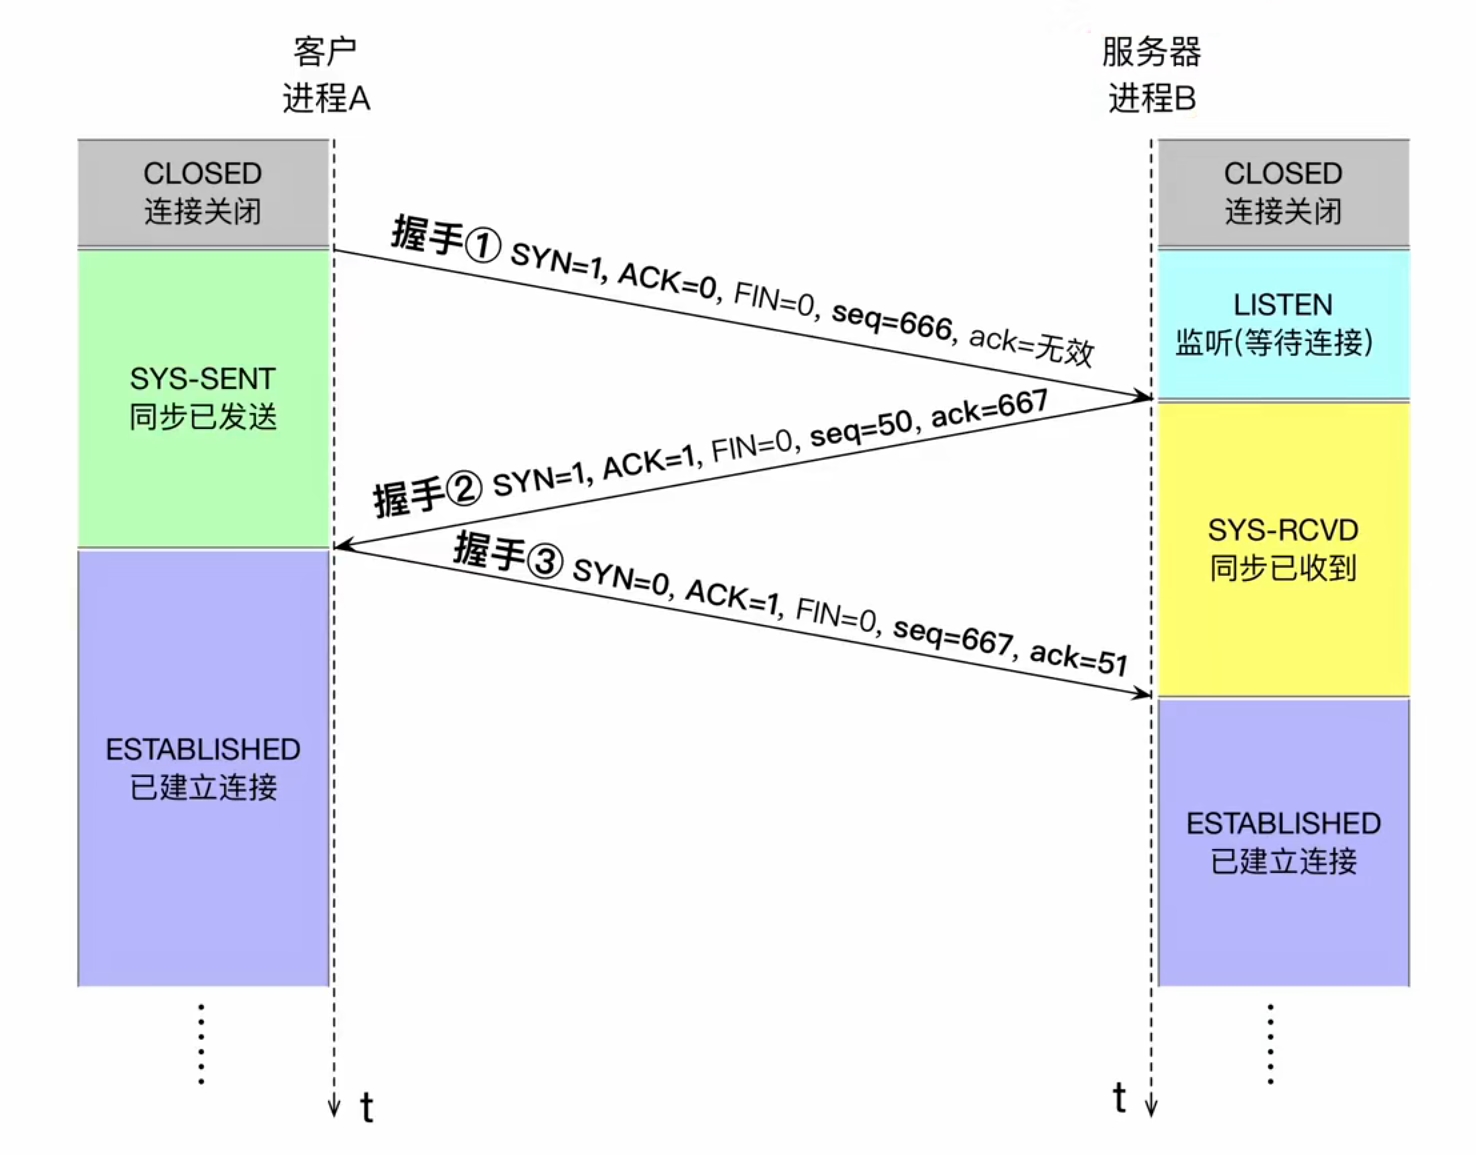 客户
进程A
服务器
进程B
CLOSED
连接关闭
CLOSED
连接关闭
握手① SYN=1, ACK=0, FIN=0, seq=666, ack=无效
LISTEN
监听(等待连接)
SYS-SENT
同步已发送
握手② SYN=1, ACK=1, FIN=0, seq=50, ack=667
SYS-RCVD
同步已收到
握手③ SYN=0, ACK=1, FIN=0, seq=667, ack=51
ESTABLISHED
已建立连接
ESTABLISHED
已建立连接
t
t